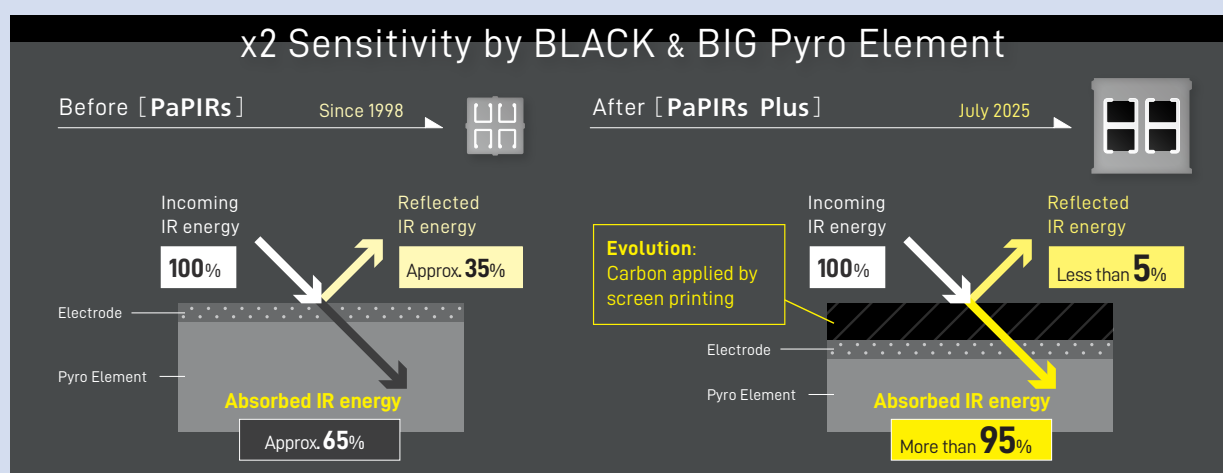 x2 Sensitivity by BLACK & BIG Pyro Element
Before [PaPIRs]
Since 1998
Incoming
IR energy
100%
Reflected
IR energy
Approx. 35%
Electrode
Pyro Element
Absorbed IR energy
Approx. 65%
After [PaPIRs Plus]
July 2025
Evolution:
Carbon applied by
screen printing
Incoming
IR energy
100%
Reflected
IR energy
Less than 5%
Electrode
Pyro Element
Absorbed IR energy
More than 95%